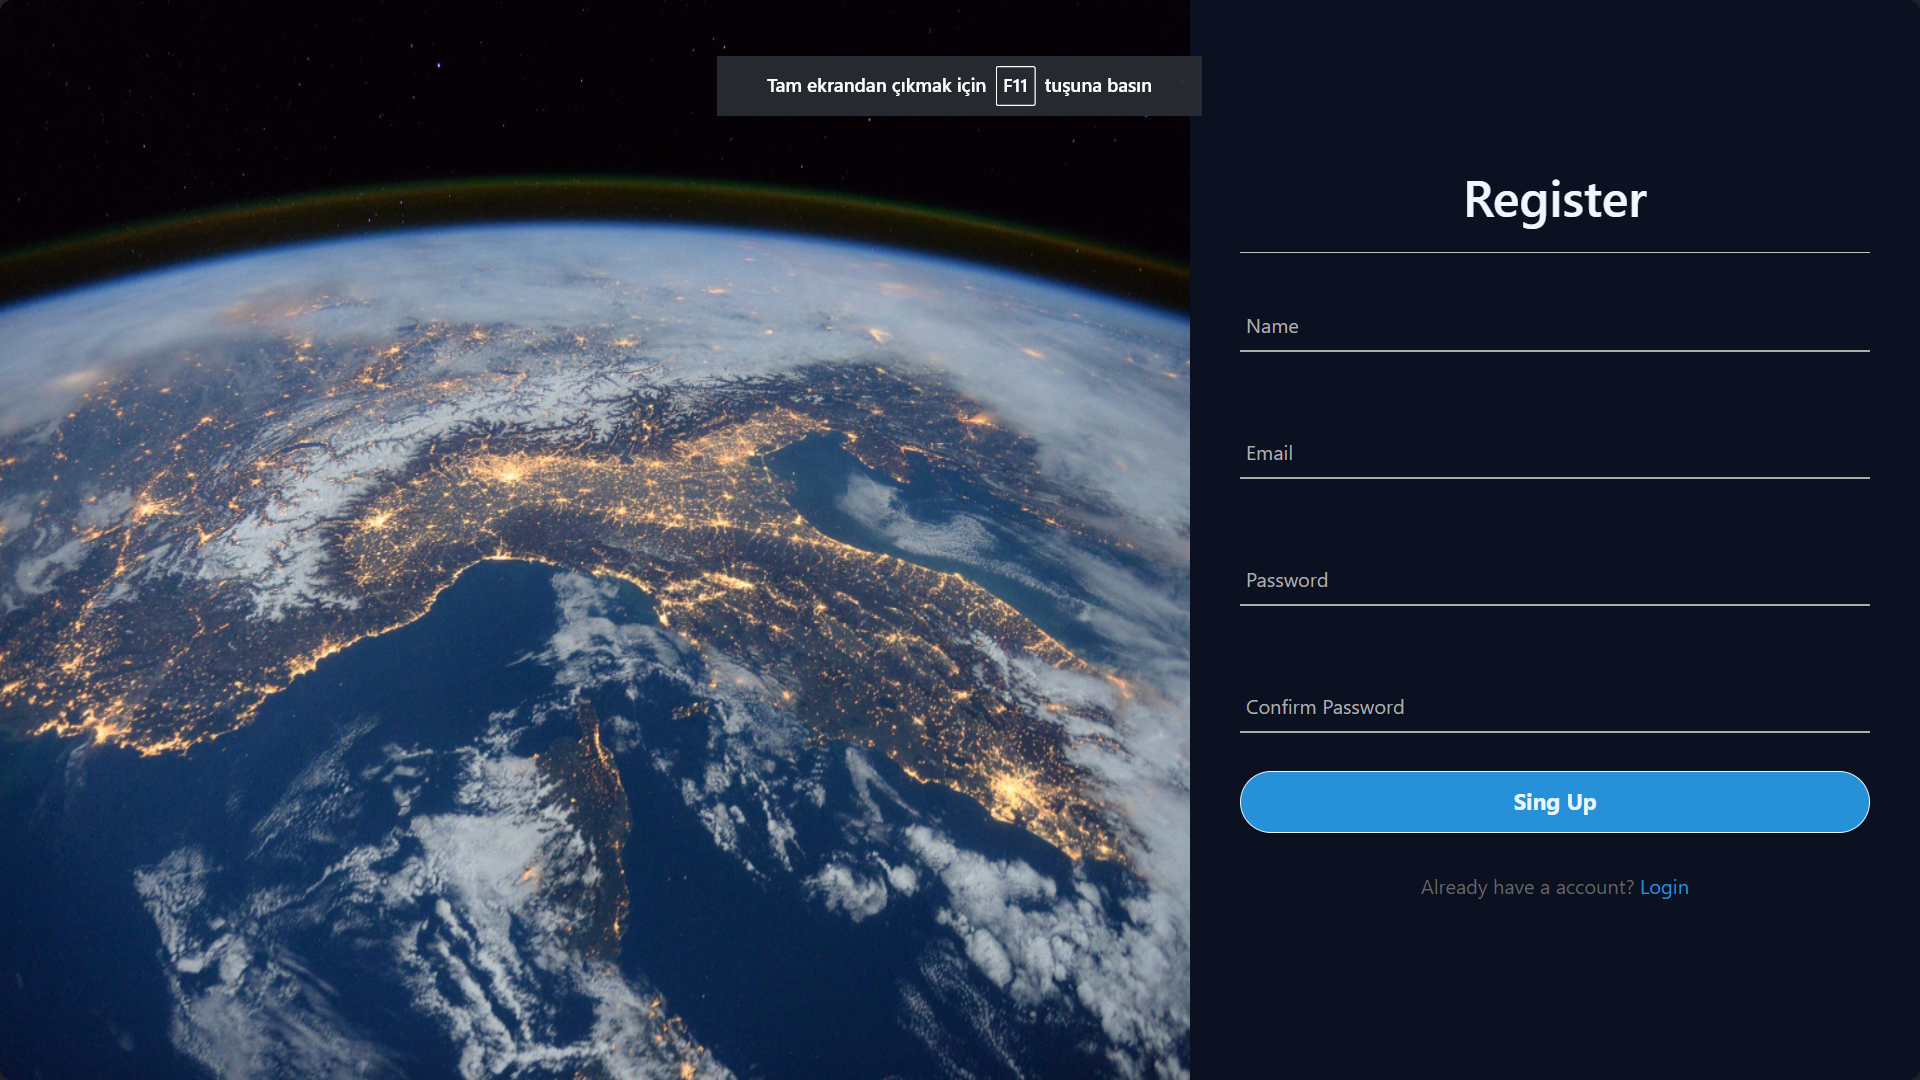 Tam ekrandan çıkmak için F11 tuşuna basın
Register
Name
Email
Password
Confirm Password
Sing Up
Already have a account? Login